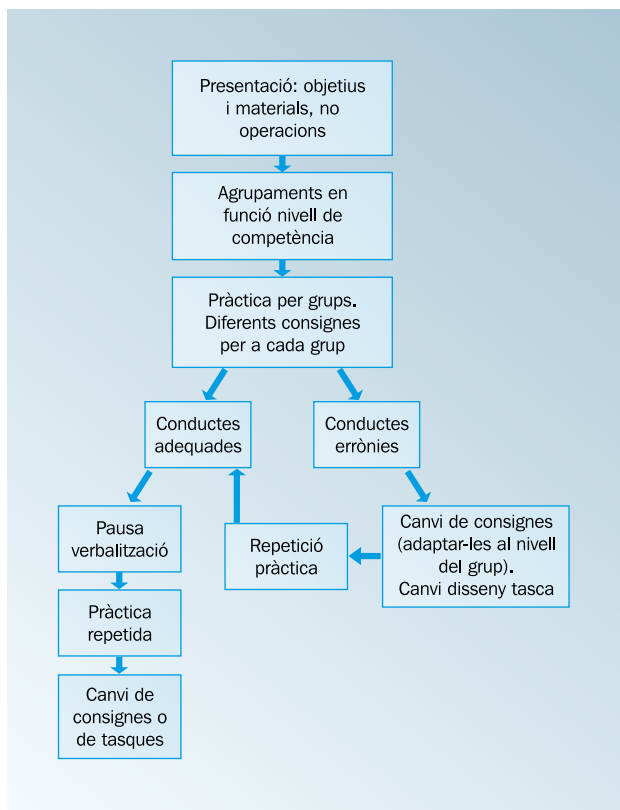 Presentació: objetius
i materials, no
operacions
Agrupaments en
funció nivell de
competència
Pràctica per grups.
Diferents consignes
per a cada grup
Conductes
adequades
Conductes
errònies
Pausa
verbalització
Repetició
pràctica
Canvi de consignes
(adaptar-les al nivell
del grup).
Canvi disseny tasca
Pràctica
repetida
Canvi de
consignes o
de tasques